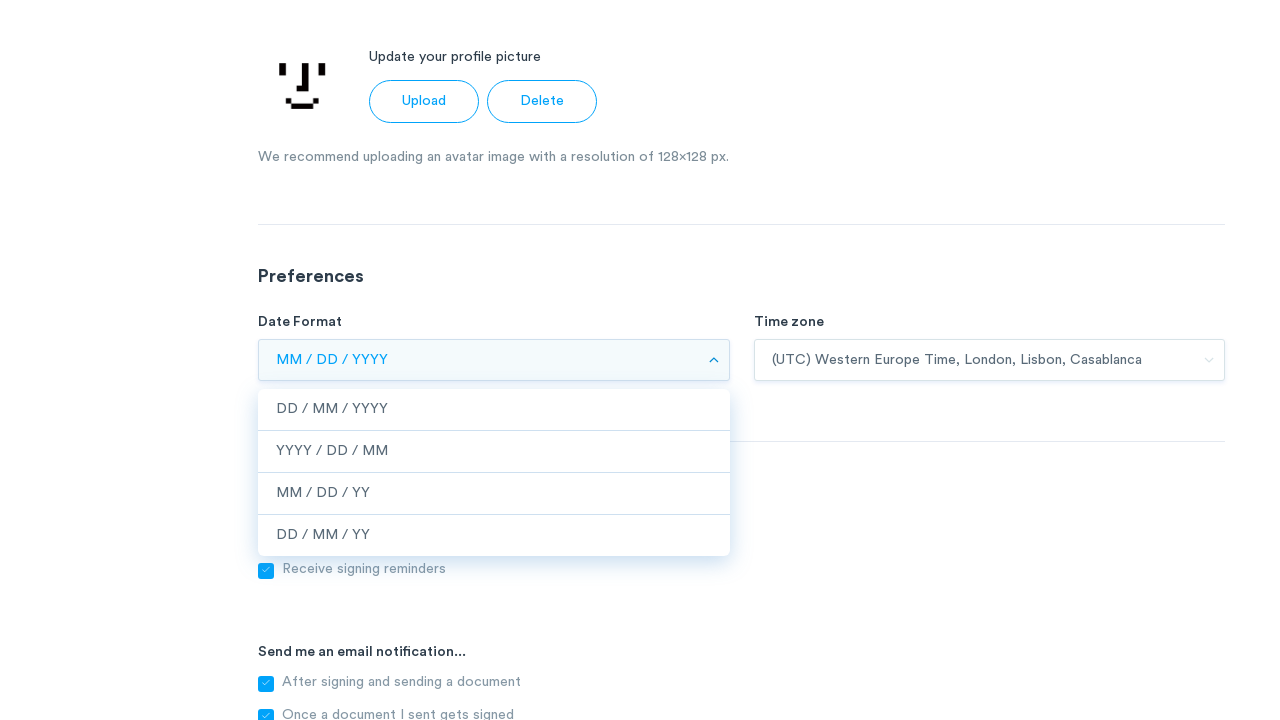 Update your profile picture
Upload
Delete
We recommend uploading an avatar image with a resolution of 128×128 px.
Preferences
Date Format
Time zone
MM / DD / YYYY
(UTC) Western Europe Time, London, Lisbon, Casablanca
DD / MM / YYYY
YYYY / DD / MM
MM / DD / YY
DD / MM / YY
Receive signing reminders
Send me an email notification...
After signing and sending a document
Once a document I sent gets signed